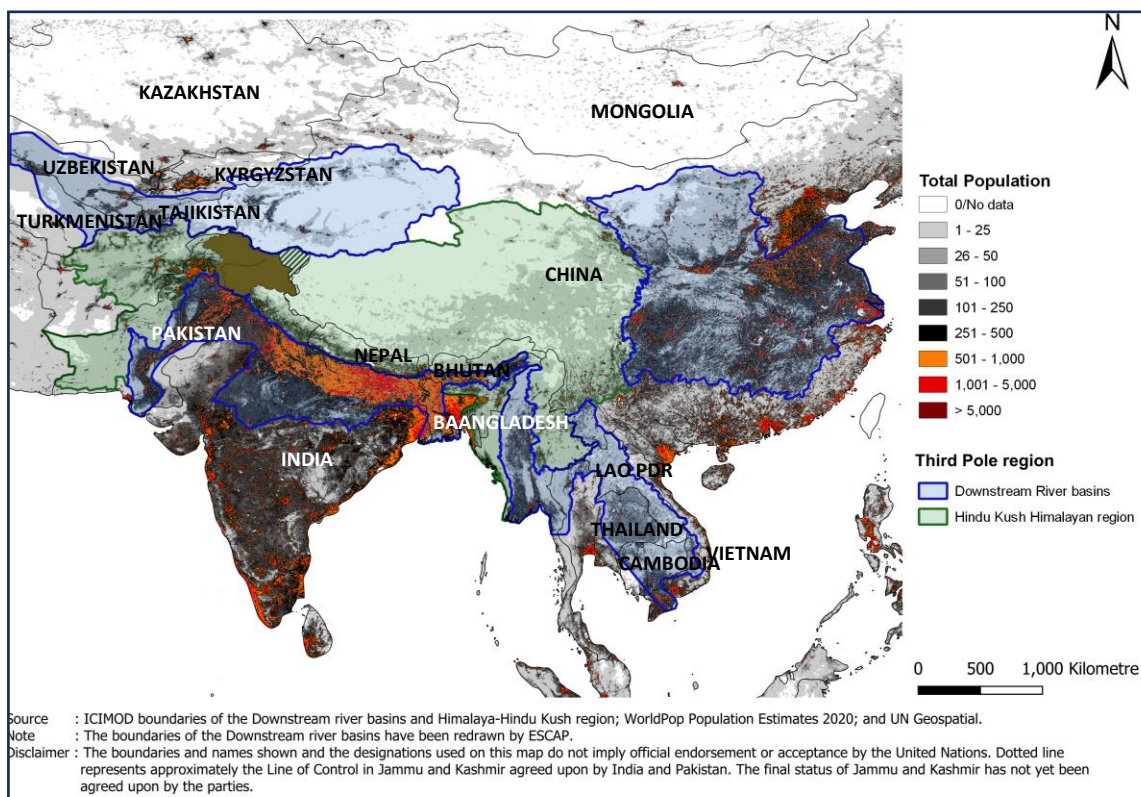 N
KAZAKHSTAN
MONGOLIA
UZBEKISTAN
KYRGYZSTAN
TURKMENISTAN
TAJIKISTAN
CHINA
PAKISTAN
NEPAL
BHUTAN
BAANGLADESH
INDIA
LAO PDR
THAILAND
VIETNAM
CAMBODIA
Total Population
0/No data
1 - 25
26 - 50
51 - 100
101 - 250
251 - 500
501 - 1,000
1,001 - 5,000
> 5,000
Third Pole region
Downstream River basins
Hindu Kush Himalayan region
0 500 1,000 Kilometre
Source : ICIMOD boundaries of the Downstream river basins and Himalaya-Hindu Kush region; WorldPop Population Estimates 2020; and UN Geospatial.
Note : The boundaries of the Downstream river basins have been redrawn by ESCAP.
Disclaimer : The boundaries and names shown and the designations used on this map do not imply official endorsement or acceptance by the United Nations. Dotted line
represents approximately the Line of Control in Jammu and Kashmir agreed upon by India and Pakistan. The final status of Jammu and Kashmir has not yet been
agreed upon by the parties.